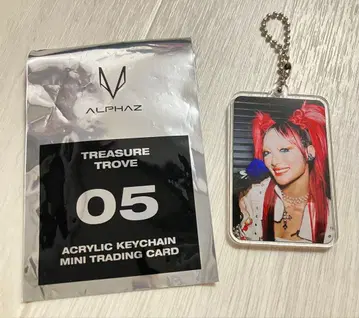 ALPHAZ
TREASURE
TROVE
05
ACRYLIC KEYCHAIN
MINI TRADING CARD